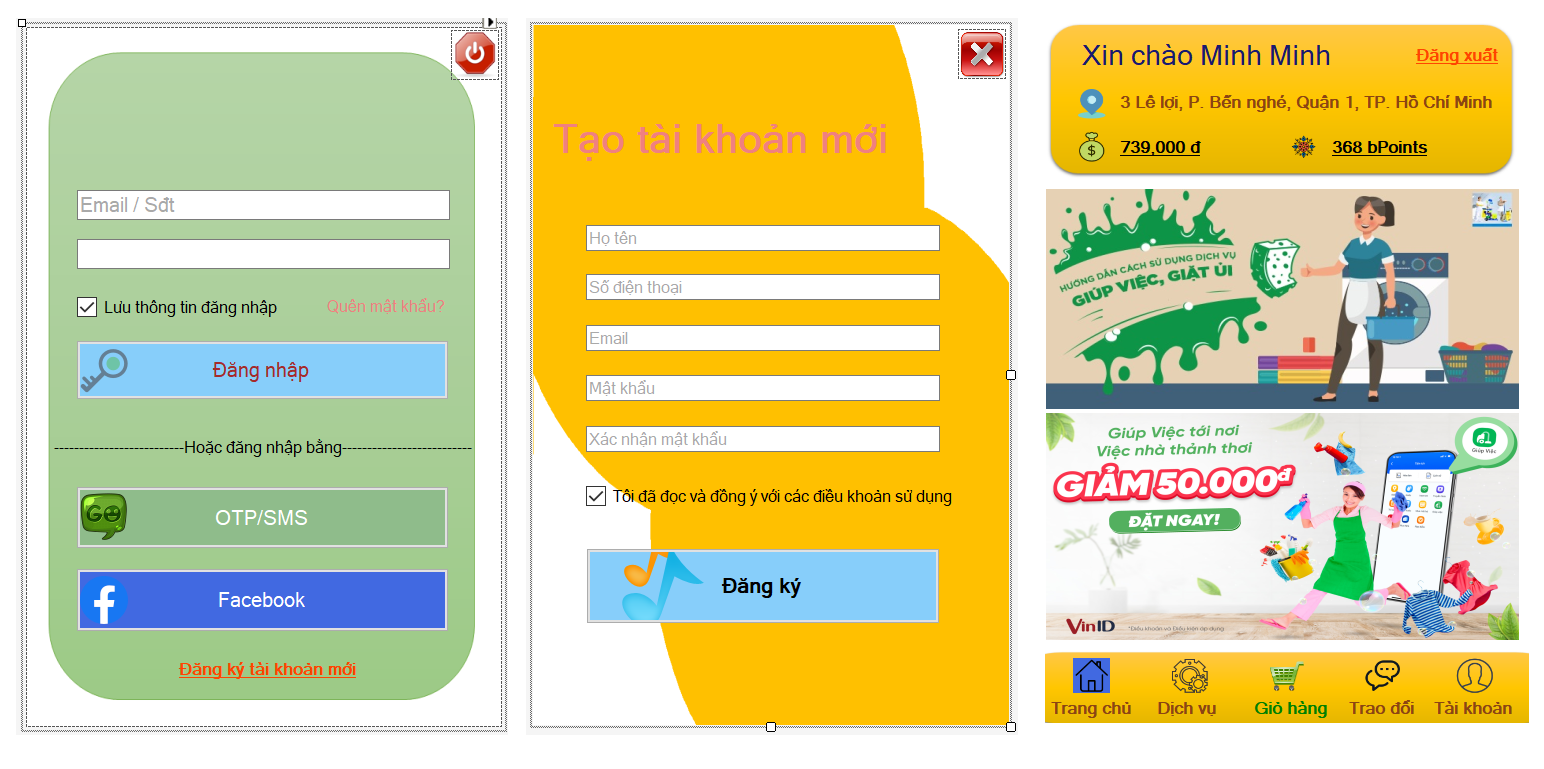 Email / Sđt
Lưu thông tin đăng nhập
Quên mật khẩu?
Đăng nhập
--------------------------Hoặc đăng nhập bằng--------------------------
GO
OTP/SMS
f
Facebook
Đăng ký tài khoản mới
Tạo tài khoản mới
Họ tên
Số điện thoại
Email
Mật khẩu
Xác nhận mật khẩu
Tôi đã đọc và đồng ý với các điều khoản sử dụng
Đăng ký
Xin chào Minh Minh
Đăng xuất
3 Lê lợi, P. Bến nghé, Quận 1, TP. Hồ Chí Minh
$
739,000 đ
368 bPoints
HƯỚNG DẪN CÁCH SỬ DỤNG DỊCH VỤ
GIÚP VIỆC, GIẶT ỦI
Giúp Việc tới nơi
Việc nhà thảnh thơi
GIẢM 50.000đ
ĐẶT NGAY!
Giúp Việc
VinID
*Điều khoản và Điều kiện áp dụng
Trang chủ
Dịch vụ
Giỏ hàng
Trao đổi
Tài khoản